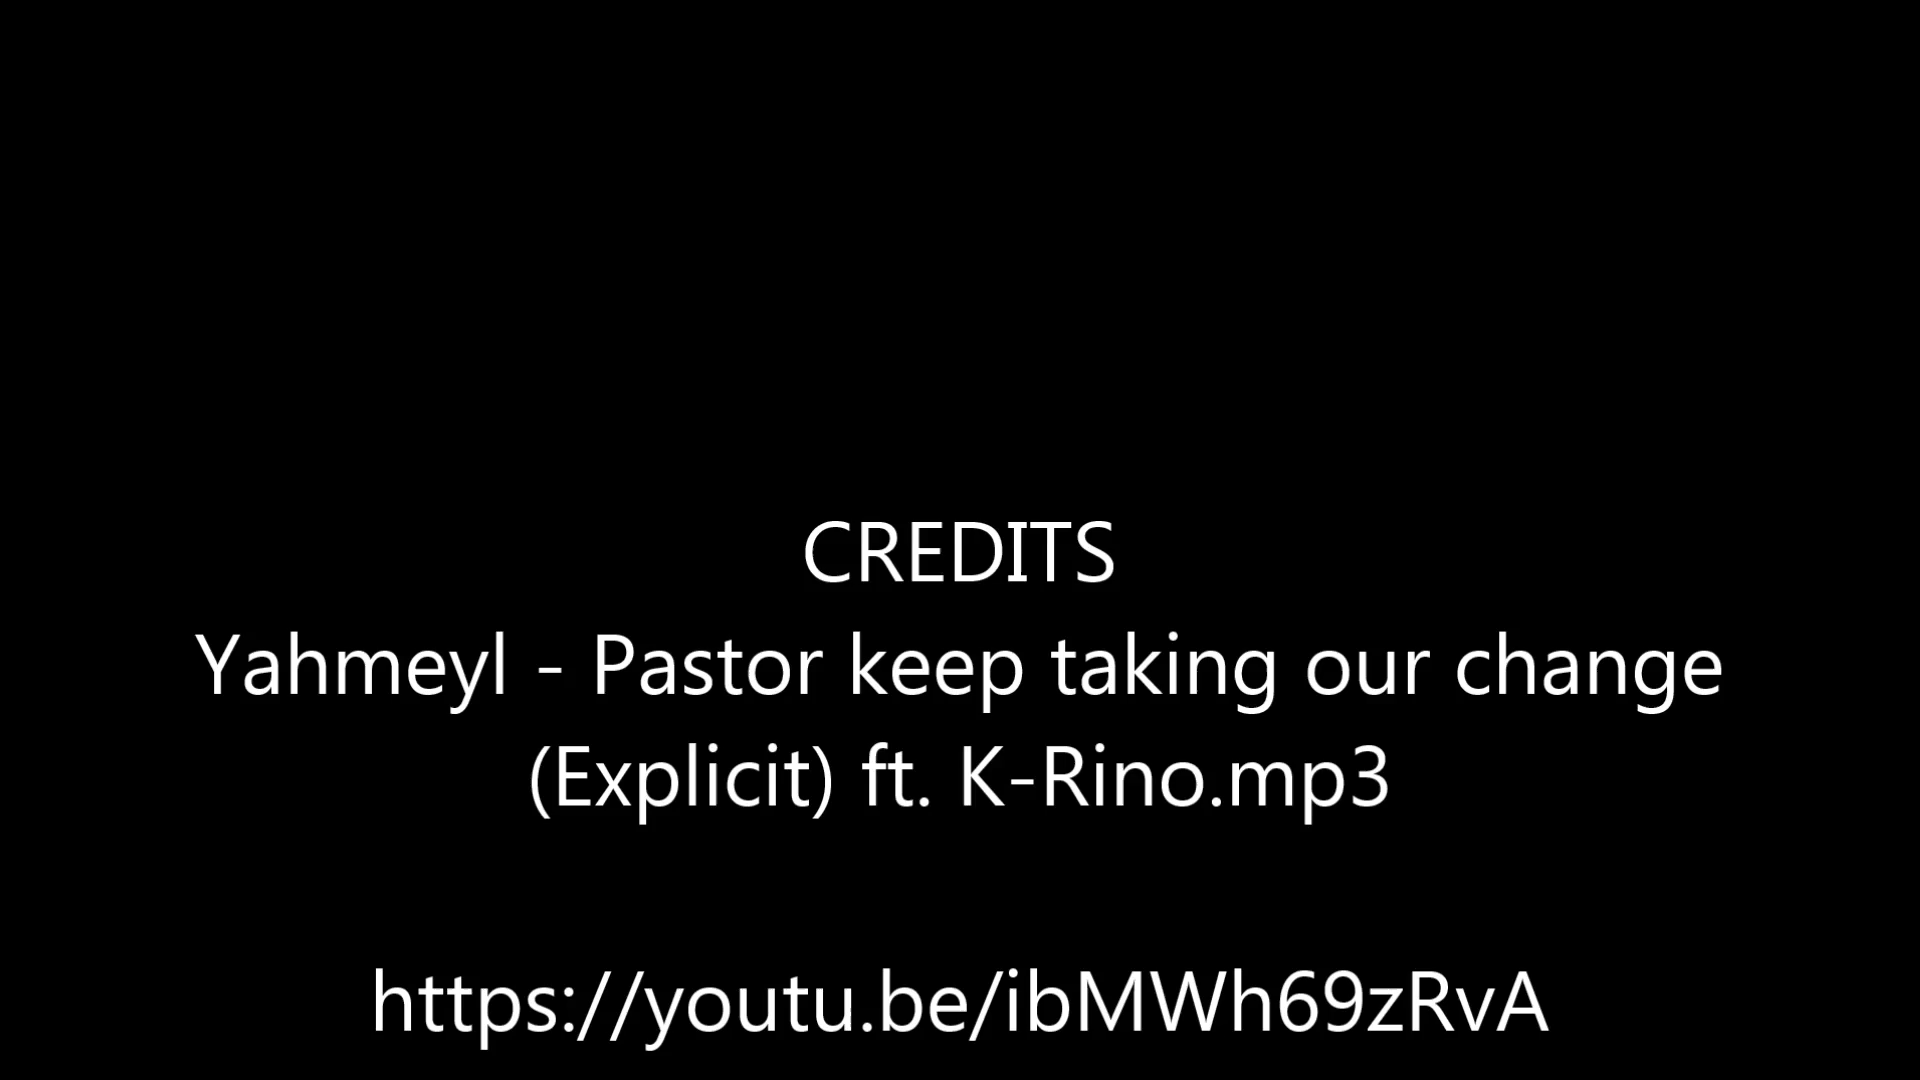 CREDITS
Yahmeyl - Pastor keep taking our change
(Explicit) ft. K-Rino.mp3
https://youtu.be/ibMWh69zRvA